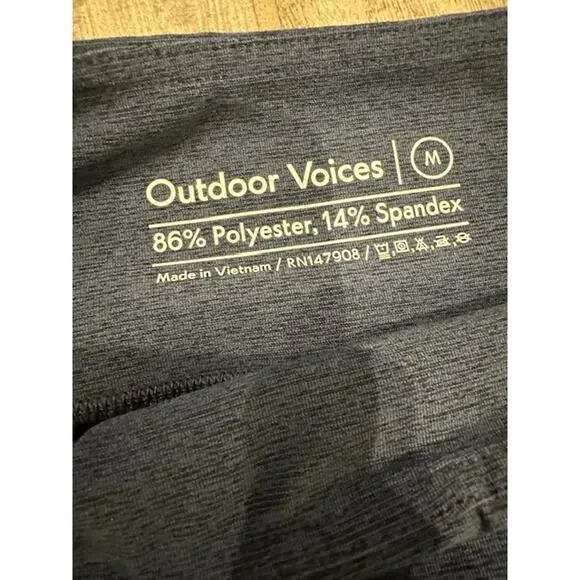 Outdoor Voices | M
86% Polyester, 14% Spandex
Made in Vietnam / RN147908 /